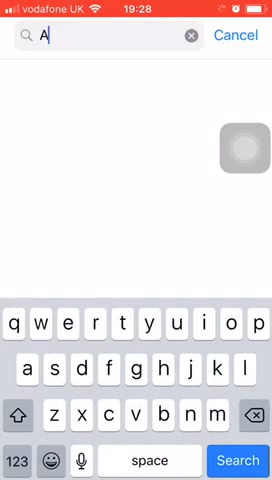 vodafone UK 19:28
A Cancel
q w e r t y u i o p
a s d f g h j k l
z x c v b n m
123 space Search